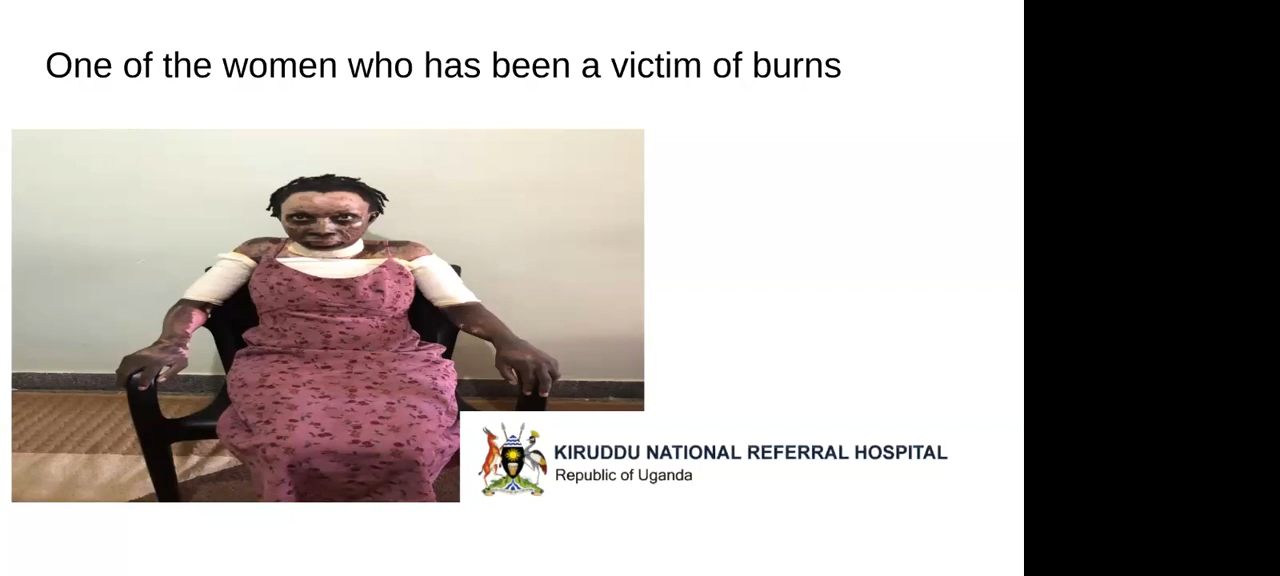 One of the women who has been a victim of burns
KIRUDDU NATIONAL REFERRAL HOSPITAL
Republic of Uganda